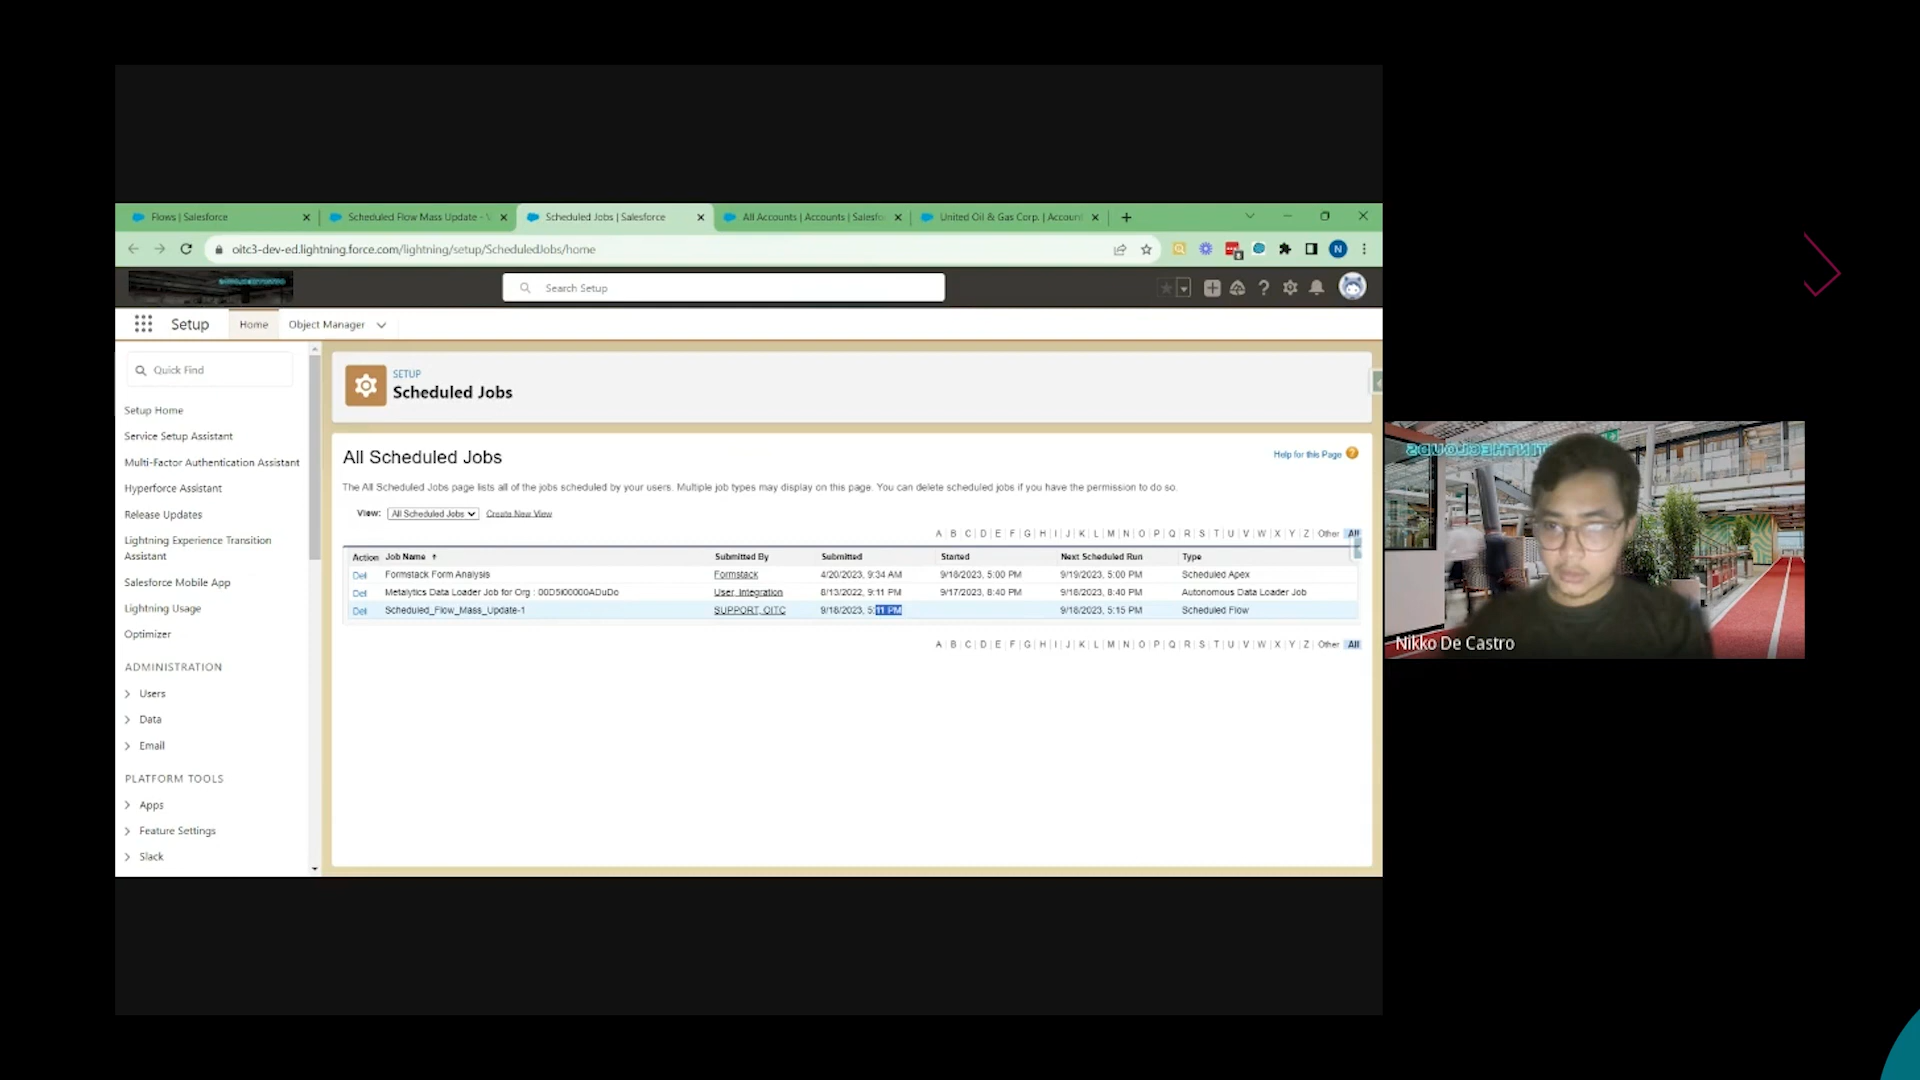 Flows | Salesforce
Scheduled Flow Mass Update - V
Scheduled Jobs | Salesforce
All Accounts | Accounts | Salesfo
United Oil & Gas Corp. | Account
oitc3-dev-ed.lightning.force.com/lightning/setup/ScheduledJobs/home
N
Search Setup
Setup
Home
Object Manager
Quick Find
Setup Home
Service Setup Assistant
Multi-Factor Authentication Assistant
Hyperforce Assistant
Release Updates
Lightning Experience Transition
Assistant
Salesforce Mobile App
Lightning Usage
Optimizer
ADMINISTRATION
Users
Data
Email
PLATFORM TOOLS
Apps
Feature Settings
Slack
SETUP
Scheduled Jobs
All Scheduled Jobs
Help for this Page ?
The All Scheduled Jobs page lists all of the jobs scheduled by your users. Multiple job types may display on this page. You can delete scheduled jobs if you have the permission to do so.
View: All Scheduled Jobs Create New View
A | B | C | D | E | F | G | H | I | J | K | L | M | N | O | P | Q | R | S | T | U | V | W | X | Y | Z | Other | All
Action Job Name Submitted By Submitted Started Next Scheduled Run Type
Del Formstack Form Analysis Formstack 4/20/2023, 9:34 AM 9/18/2023, 5:00 PM 9/19/2023, 5:00 PM Scheduled Apex
Del Metalytics Data Loader Job for Org : 00D5I00000ADuDo User, Integration 8/13/2022, 9:11 PM 9/17/2023, 8:40 PM 9/18/2023, 8:40 PM Autonomous Data Loader Job
Del Scheduled_Flow_Mass_Update-1 SUPPORT, OITC 9/18/2023, 5:11 PM 9/18/2023, 5:15 PM Scheduled Flow
A | B | C | D | E | F | G | H | I | J | K | L | M | N | O | P | Q | R | S | T | U | V | W | X | Y | Z | Other | All
Nikko De Castro